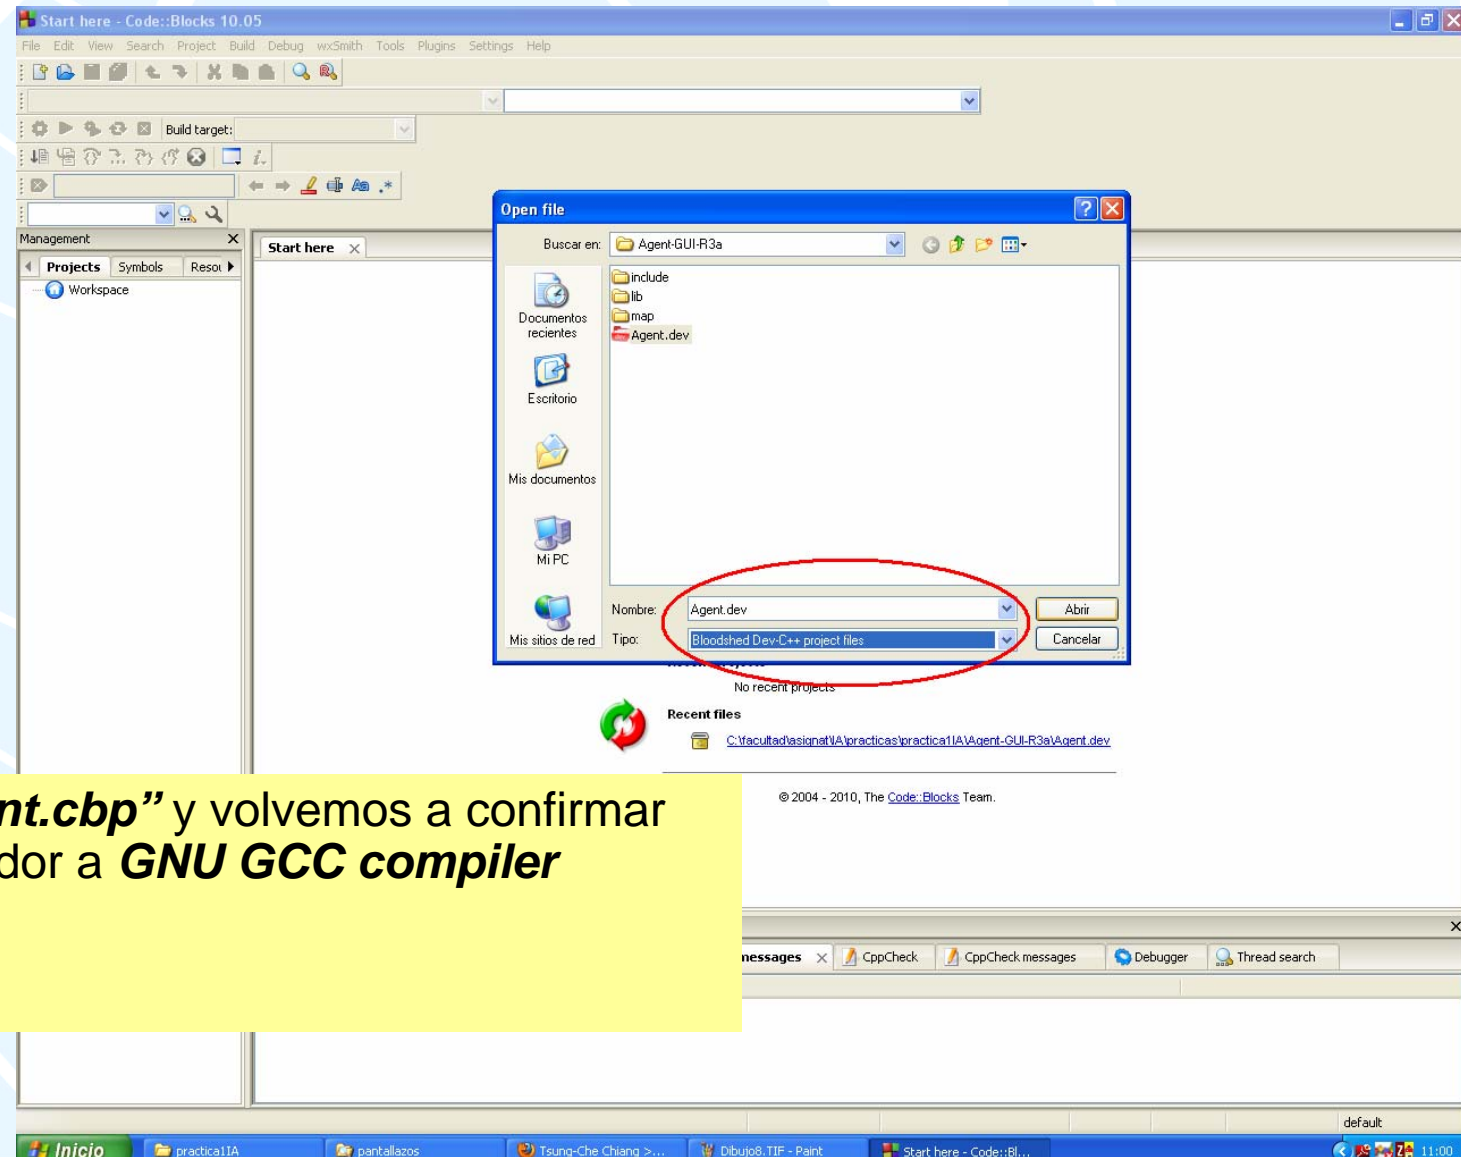 Start here - Code::Blocks 10.05
File Edit View Search Project Build Debug wxSmith Tools Plugins Settings Help
Build target:
Management
Projects Symbols
Workspace
Start here
Open file
Buscar en: Agent-GUI-R3a
include
lib
map
Agent.dev
Documentos recientes
Escritorio
Mis documentos
Mi PC
Mis sitios de red
Nombre: Agent.dev Abrir
Tipo: Bloodshed Dev-C++ project files Cancelar
No recent projects
Recent files
C:\facultad\asignat\IA\practicas\practica1IA\Agent-GUI-R3a\Agent.dev
© 2004 - 2010, The Code::Blocks Team.
nt.cbp” y volvemos a confirmar
dor a GNU GCC compiler
messages CppCheck CppCheck messages Debugger Thread search
default
Inicio practica1IA pantallazos Tsung-Che Chiang >... Dibujo8.TIF - Paint Start here - Code::Bl... 11:00